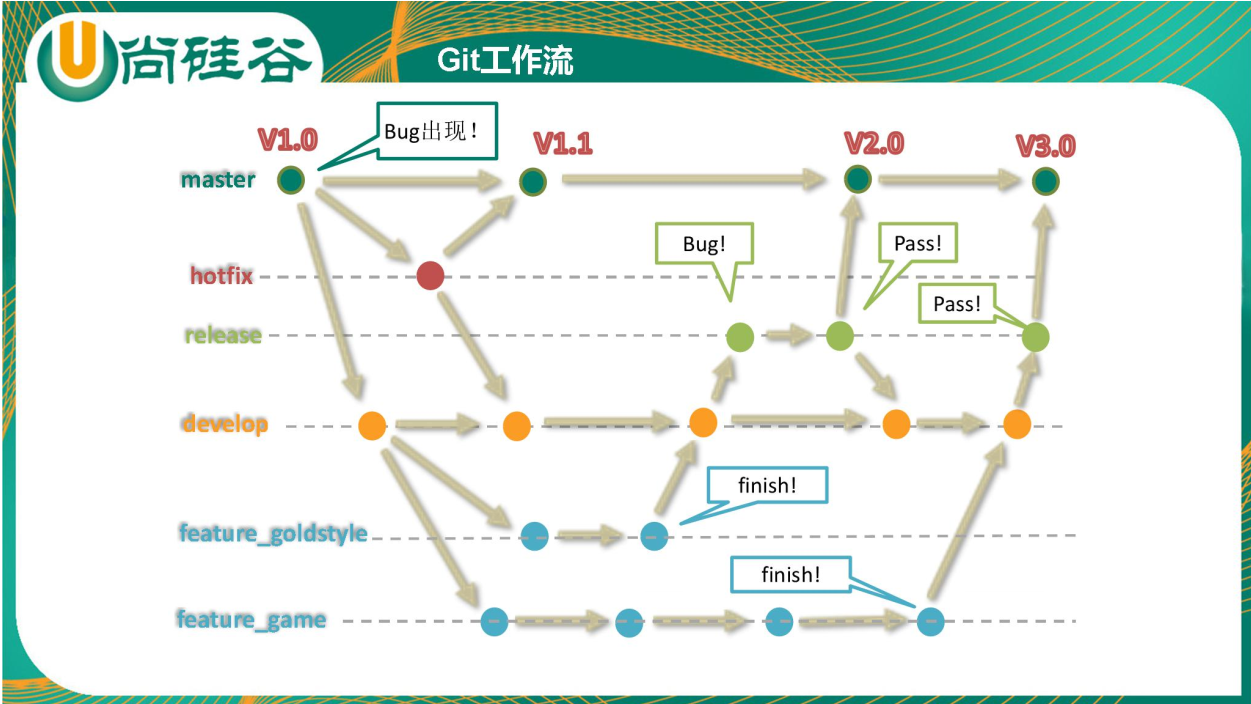 尚硅谷
Git工作流
V1.0
Bug出现！
V1.1
V2.0
V3.0
master
Bug!
Pass!
hotfix
Pass!
release
develop
finish!
feature_goldstyle
finish!
feature_game